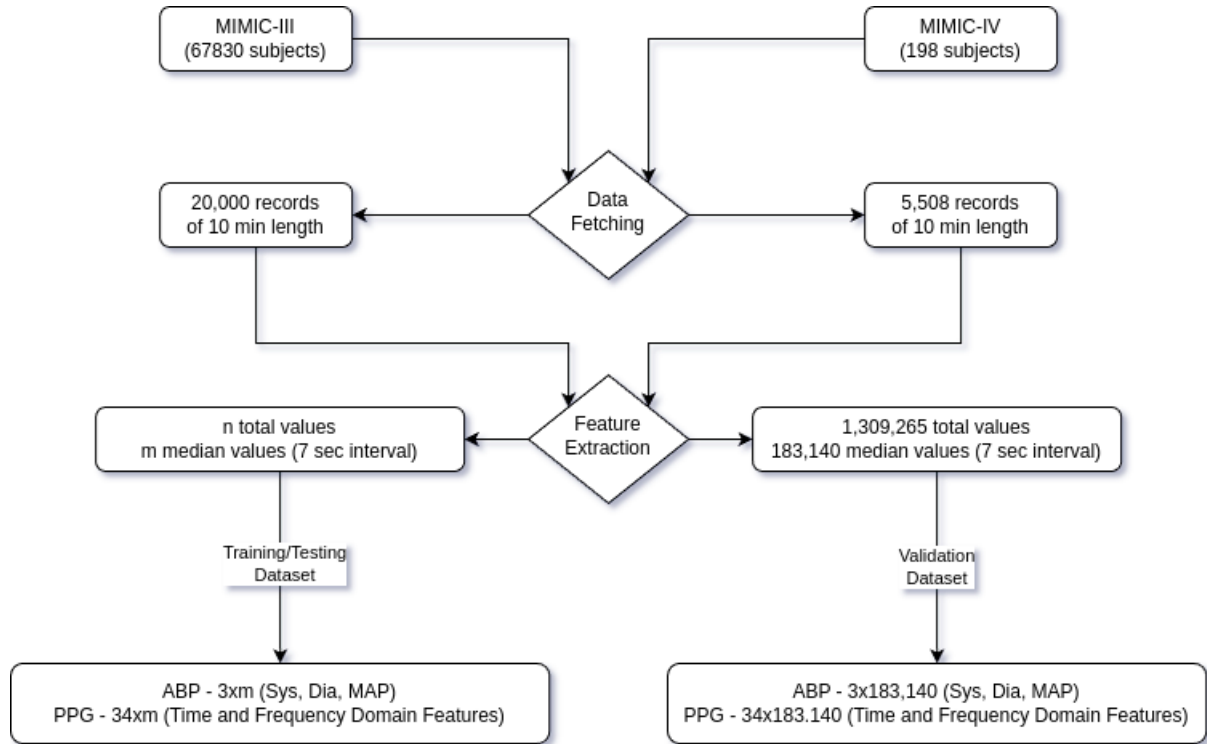 MIMIC-III
(67830 subjects)
MIMIC-IV
(198 subjects)
Data
Fetching
20,000 records
of 10 min length
5,508 records
of 10 min length
Feature
Extraction
n total values
m median values (7 sec interval)
1,309,265 total values
183,140 median values (7 sec interval)
Training/Testing
Dataset
Validation
Dataset
ABP - 3xm (Sys, Dia, MAP)
PPG - 34xm (Time and Frequency Domain Features)
ABP - 3x183,140 (Sys, Dia, MAP)
PPG - 34x183.140 (Time and Frequency Domain Features)